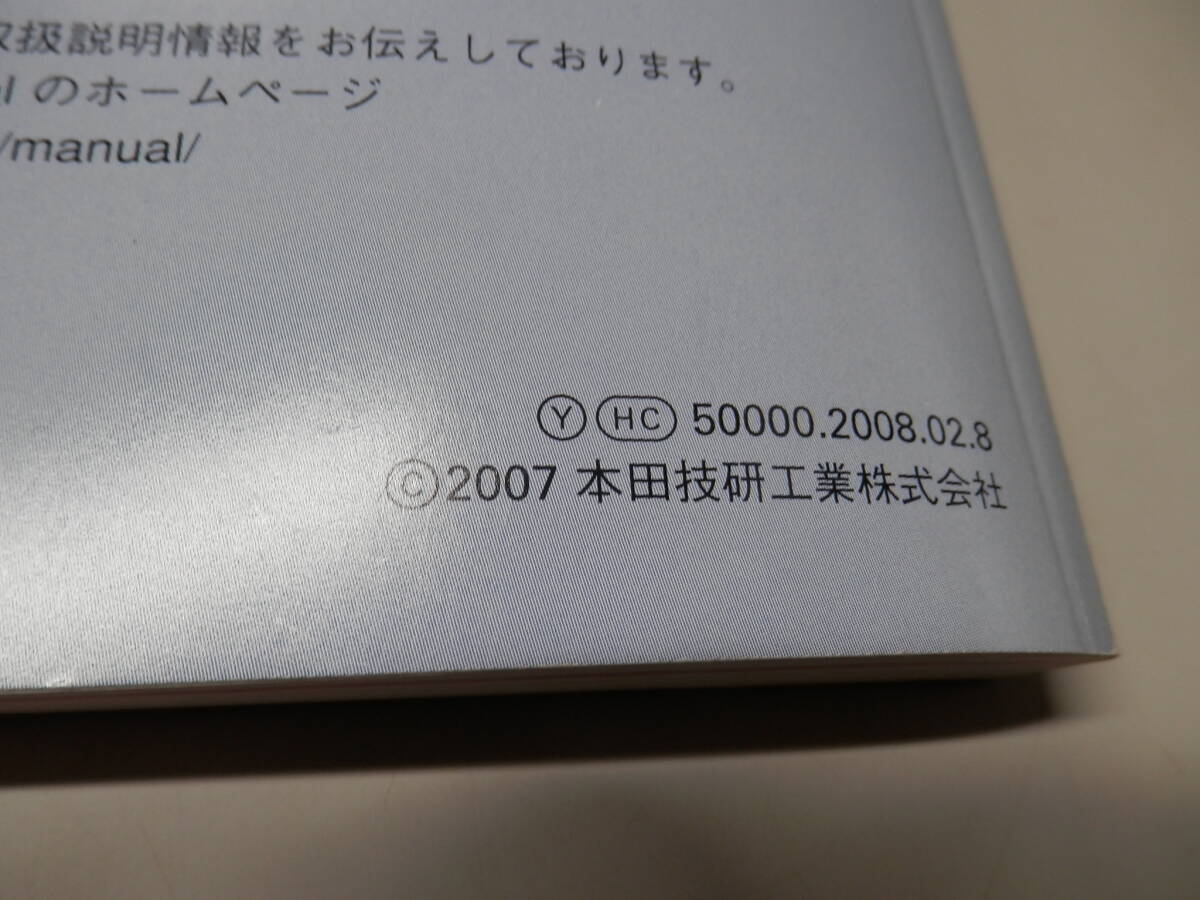 取扱説明情報をお伝えしております。
el のホームページ
/manual/
Ⓨ HC 50000.2008.02.8
©2007 本田技研工業株式会社